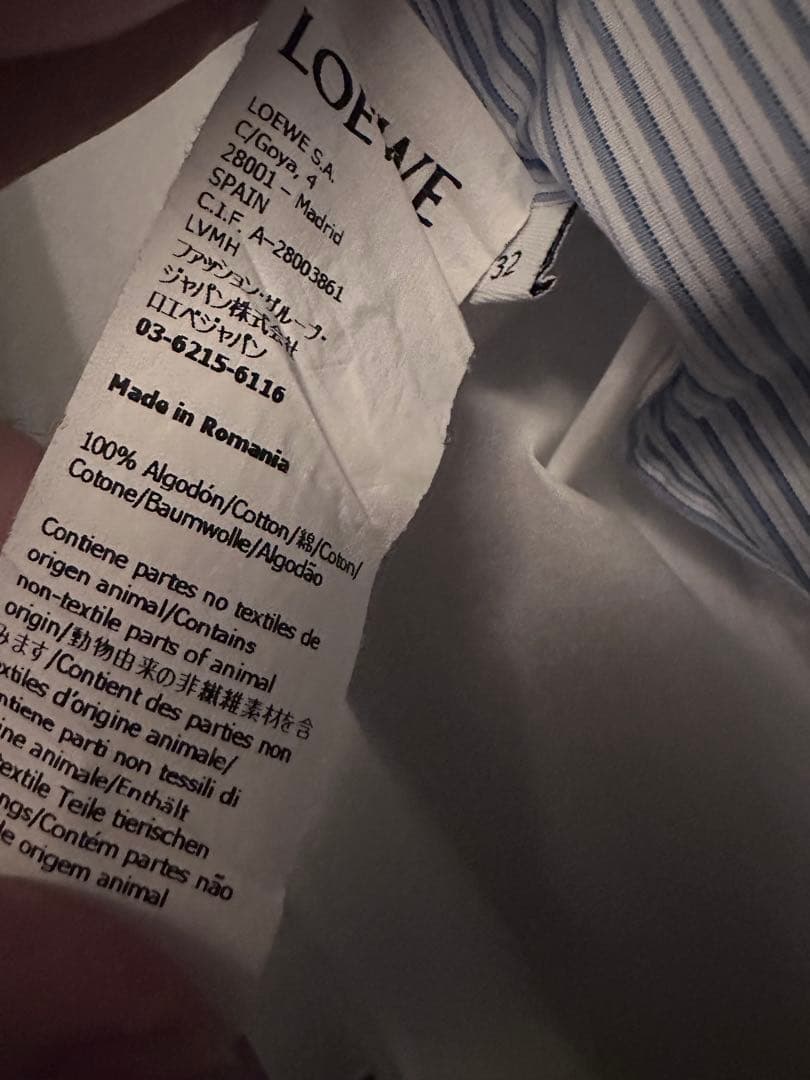 LOEWE
LOEWE S.A.
C/Goya, 4
28001 – Madrid
SPAIN
C.I.F. A-28003861
LVMH
ファッション・グループ・
ジャパン株式会社
ロエベジャパン
03-6215-6116
Made in Romania
100% Algodón/Cotton/綿/Coton/
Cotone/Baumwolle/Algodão
Contiene partes no textiles de
origen animal/Contains
non-textile parts of animal
origin/動物由来の非繊維素材を含
みます/Contient des parties non
xtiles d'origine animale/
ntiene parti non tessili di
ine animale/Enthält
extile Teile tierischen
ngs/Contém partes não
de origem animal
32